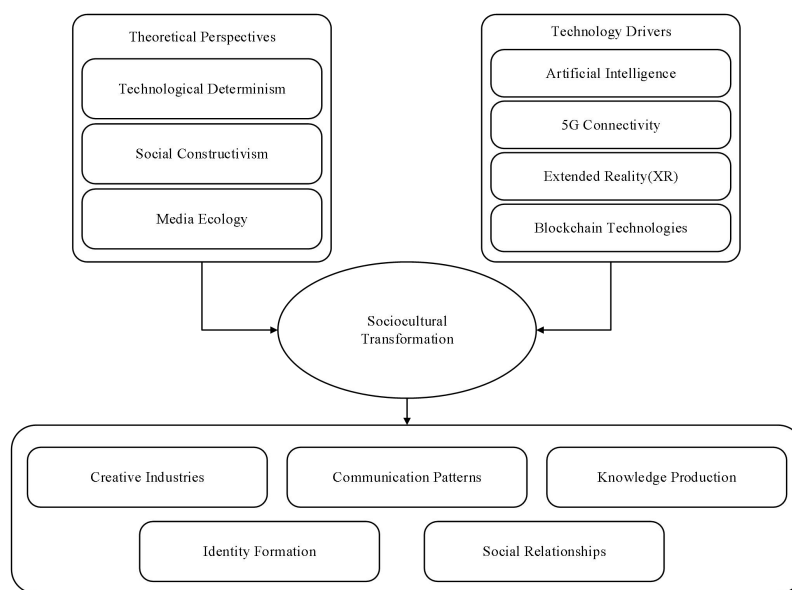 Theoretical Perspectives
Technological Determinism
Social Constructivism
Media Ecology
Technology Drivers
Artificial Intelligence
5G Connectivity
Extended Reality(XR)
Blockchain Technologies
Sociocultural
Transformation
Creative Industries
Communication Patterns
Knowledge Production
Identity Formation
Social Relationships